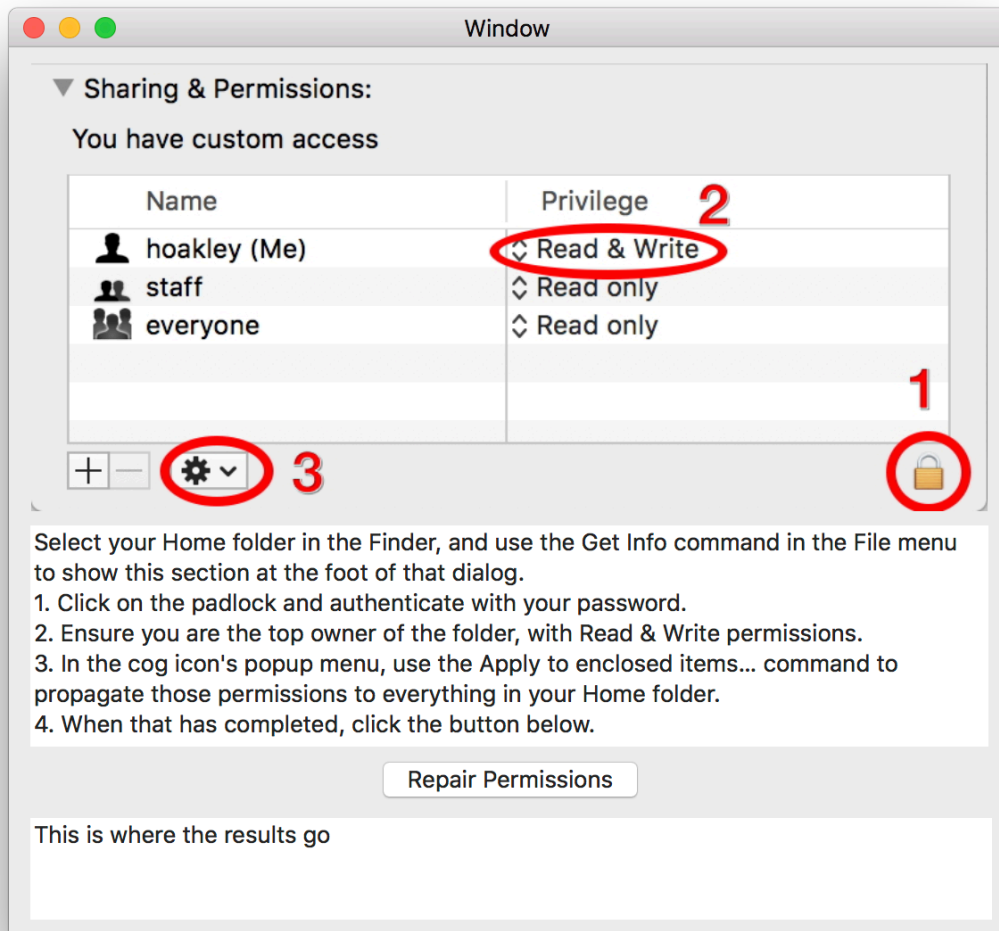 Window
Sharing & Permissions:
You have custom access
Name Privilege 2
hoakley (Me) Read & Write
staff Read only
everyone Read only
1
3
Select your Home folder in the Finder, and use the Get Info command in the File menu
to show this section at the foot of that dialog.
1. Click on the padlock and authenticate with your password.
2. Ensure you are the top owner of the folder, with Read & Write permissions.
3. In the cog icon's popup menu, use the Apply to enclosed items... command to
propagate those permissions to everything in your Home folder.
4. When that has completed, click the button below.
Repair Permissions
This is where the results go